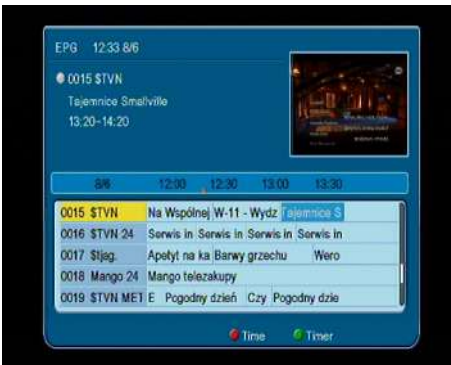 EPG 12:33 8/6
0015 $TVN
Tajemnice Smallville
13:20-14:20
8/6 12:00 12:30 13:00 13:30
0015 $TVN Na Wspólnej W-11 - Wydz Tajemnice S
0016 $TVN 24 Serwis in Serwis in Serwis in Serwis in
0017 $tjag. Apetyt na ka Barwy grzechu Wero
0018 Mango 24 Mango telezakupy
0019 $TVN MET E Pogodny dzień Czy Pogodny dzie
Time Timer